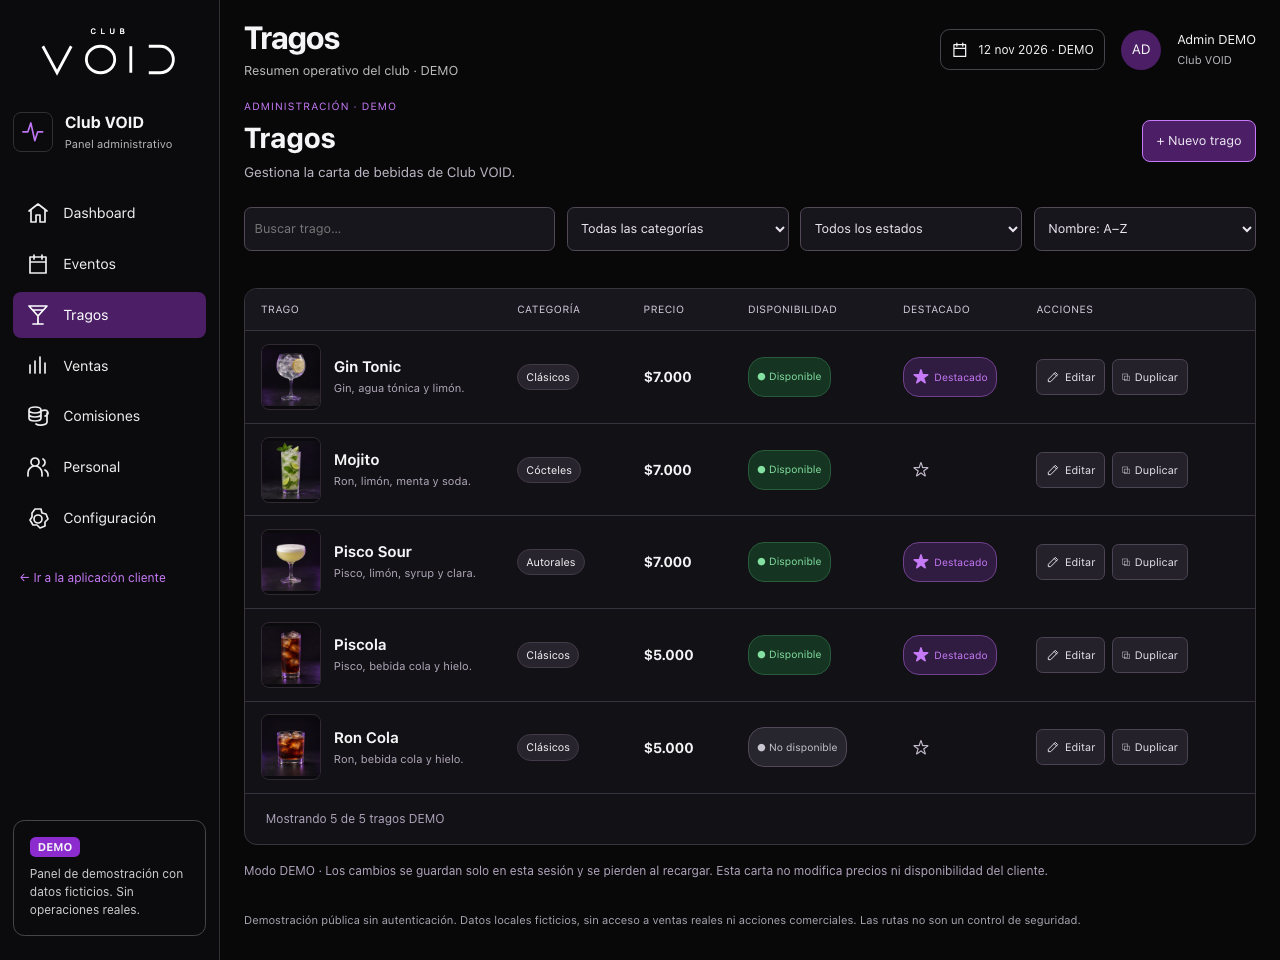 CLUB
VOID
Club VOID
Panel administrativo
Dashboard
Eventos
Tragos
Ventas
Comisiones
Personal
Configuración
← Ir a la aplicación cliente
DEMO
Panel de demostración con
datos ficticios. Sin
operaciones reales.
Tragos
Resumen operativo del club · DEMO
12 nov 2026 · DEMO
AD
Admin DEMO
Club VOID
ADMINISTRACIÓN · DEMO
Tragos
Gestiona la carta de bebidas de Club VOID.
+ Nuevo trago
Buscar trago...
Todas las categorías
Todos los estados
Nombre: A–Z
TRAGO CATEGORÍA PRECIO DISPONIBILIDAD DESTACADO ACCIONES
Gin Tonic
Gin, agua tónica y limón.
Clásicos
$7.000
Disponible
Destacado
Editar
Duplicar
Mojito
Ron, limón, menta y soda.
Cócteles
$7.000
Disponible
Editar
Duplicar
Pisco Sour
Pisco, limón, syrup y clara.
Autorales
$7.000
Disponible
Destacado
Editar
Duplicar
Piscola
Pisco, bebida cola y hielo.
Clásicos
$5.000
Disponible
Destacado
Editar
Duplicar
Ron Cola
Ron, bebida cola y hielo.
Clásicos
$5.000
No disponible
Editar
Duplicar
Mostrando 5 de 5 tragos DEMO
Modo DEMO · Los cambios se guardan solo en esta sesión y se pierden al recargar. Esta carta no modifica precios ni disponibilidad del cliente.
Demostración pública sin autenticación. Datos locales ficticios, sin acceso a ventas reales ni acciones comerciales. Las rutas no son un control de seguridad.